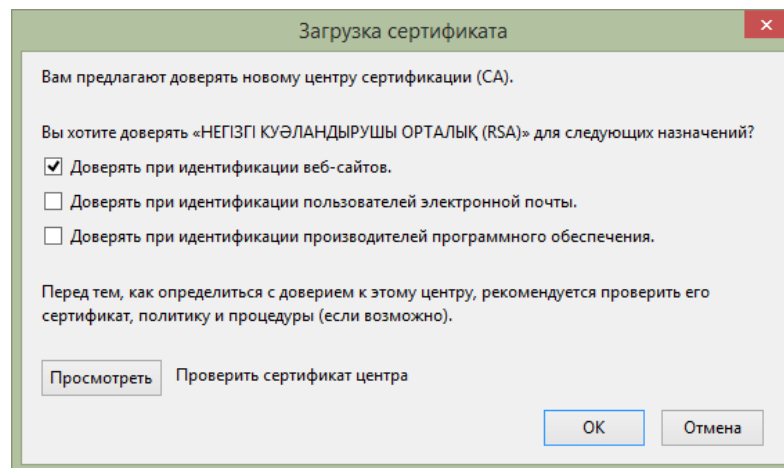 Загрузка сертификата
Вам предлагают доверять новому центру сертификации (CA).
Вы хотите доверять «НЕГІЗГІ КУӘЛАНДЫРУШЫ ОРТАЛЫҚ (RSA)» для следующих назначений?
Доверять при идентификации веб-сайтов.
Доверять при идентификации пользователей электронной почты.
Доверять при идентификации производителей программного обеспечения.
Перед тем, как определиться с доверием к этому центру, рекомендуется проверить его
сертификат, политику и процедуры (если возможно).
Просмотреть Проверить сертификат центра
ОК Отмена